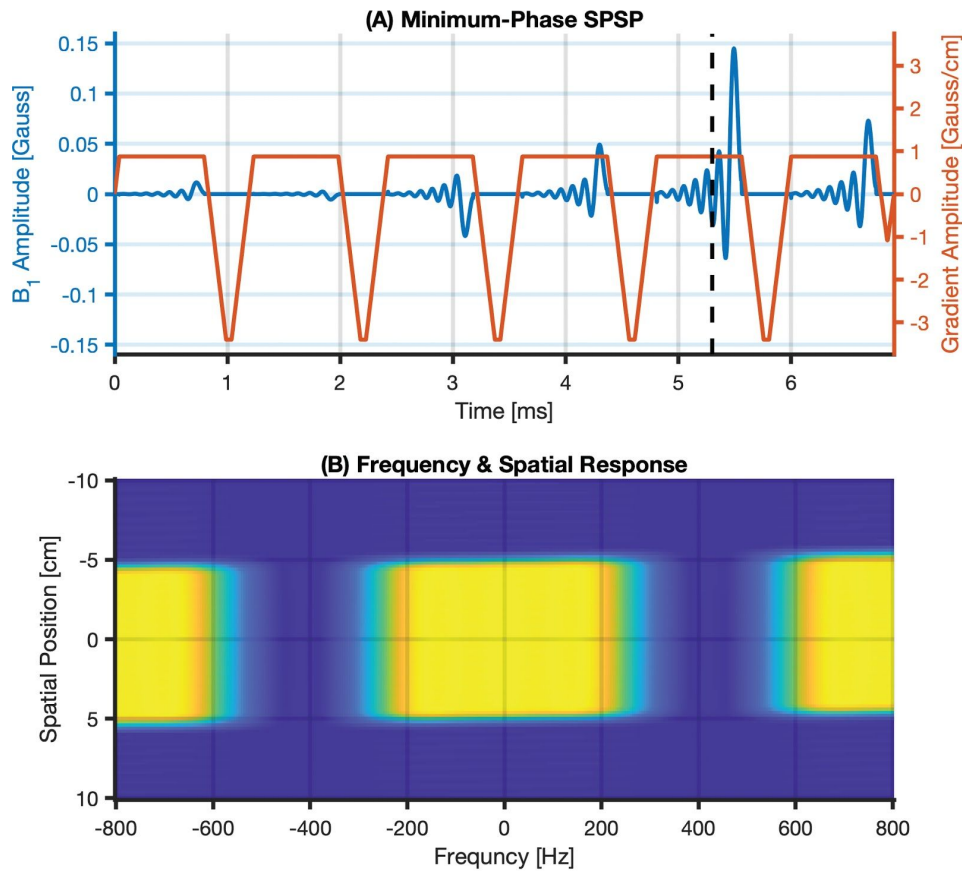 (A) Minimum-Phase SPSP
B1 Amplitude [Gauss]
0.15
0.1
0.05
0
-0.05
-0.1
-0.15
3
2
1
0
-1
-2
-3
Gradient Amplitude [Gauss/cm]
0 1 2 3 4 5 6
Time [ms]
(B) Frequency & Spatial Response
Spatial Position [cm]
-10
-5
0
5
10
-800 -600 -400 -200 0 200 400 600 800
Frequncy [Hz]